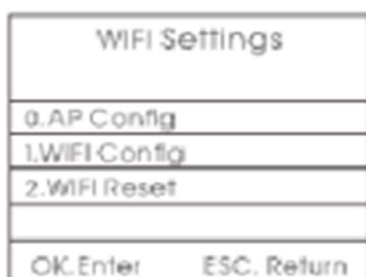 WIFI Settings
0.AP Config
1.WIFI Config
2.WIFI Reset
OK.Enter ESC. Return